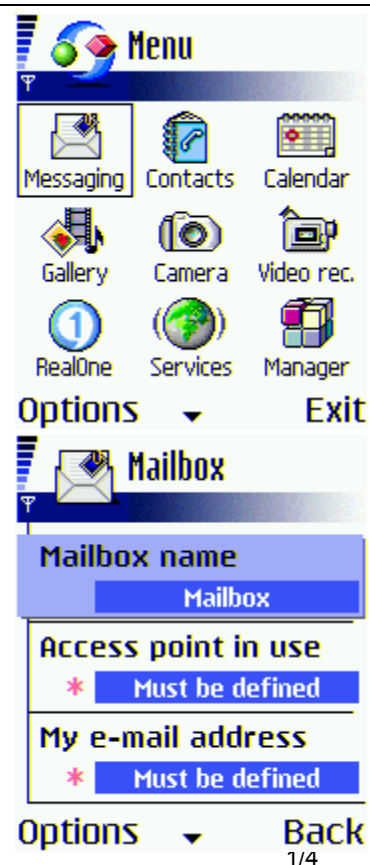 Menu
Messaging Contacts Calendar
Gallery Camera Video rec.
RealOne Services Manager
Options Exit
Mailbox
Mailbox name
Mailbox
Access point in use
* Must be defined
My e-mail address
* Must be defined
Options Back
1/4